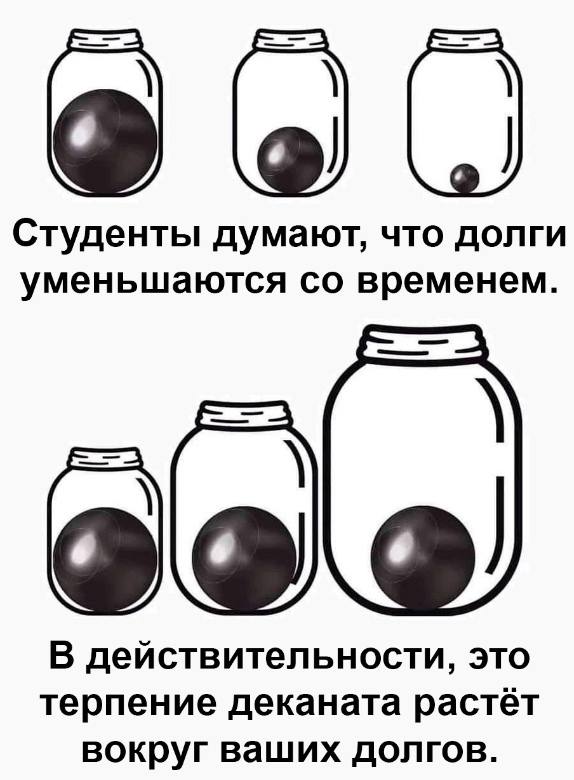 Студенты думают, что долги
уменьшаются со временем.
В действительности, это
терпение деканата растёт
вокруг ваших долгов.